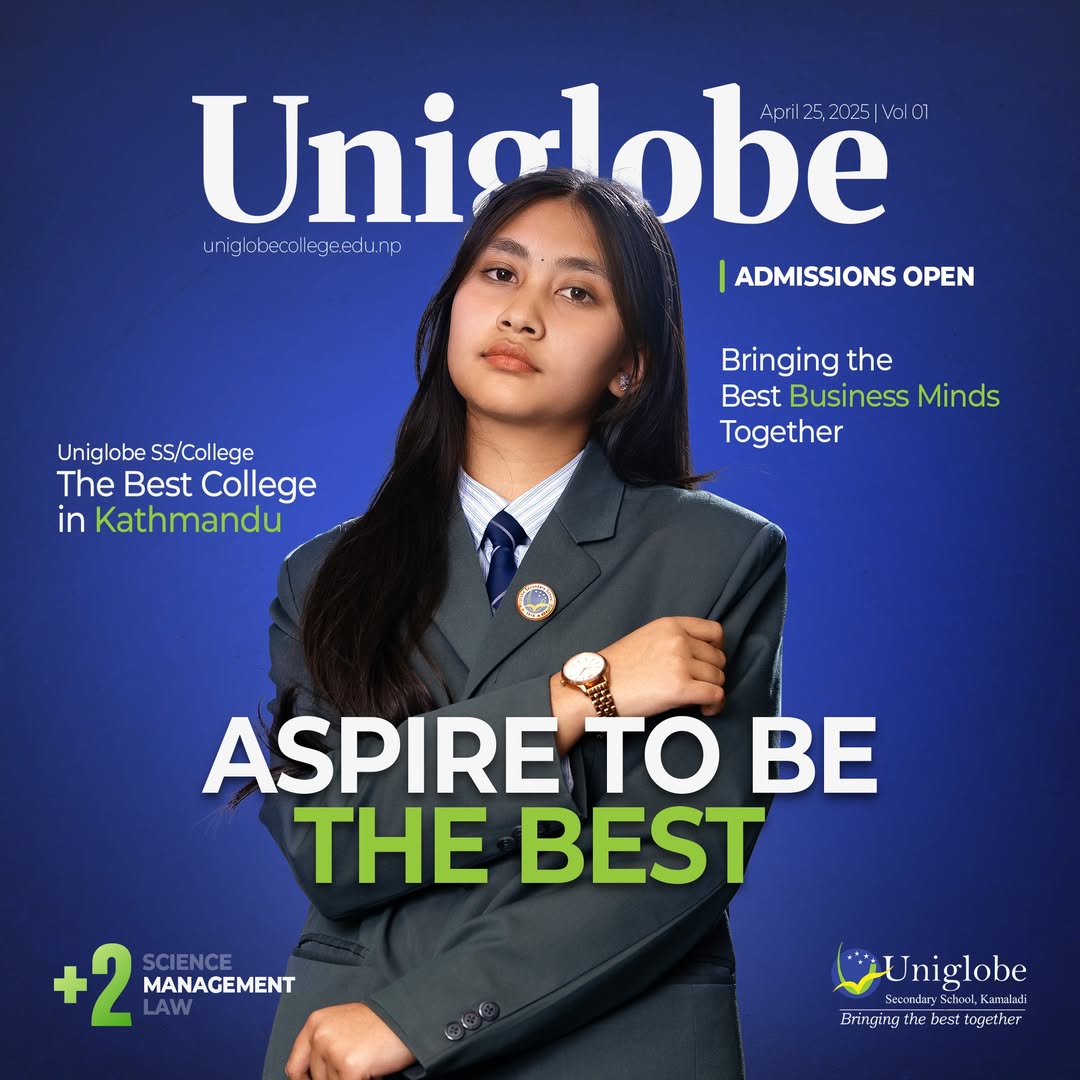 Uniglobe
April 25, 2025 | Vol 01
uniglobecollege.edu.np
ADMISSIONS OPEN
Bringing the
Best Business Minds
Together
Uniglobe SS/College
The Best College
in Kathmandu
ASPIRE TO BE
THE BEST
+2
SCIENCE
MANAGEMENT
LAW
Uniglobe
Secondary School, Kamaladi
Bringing the best together